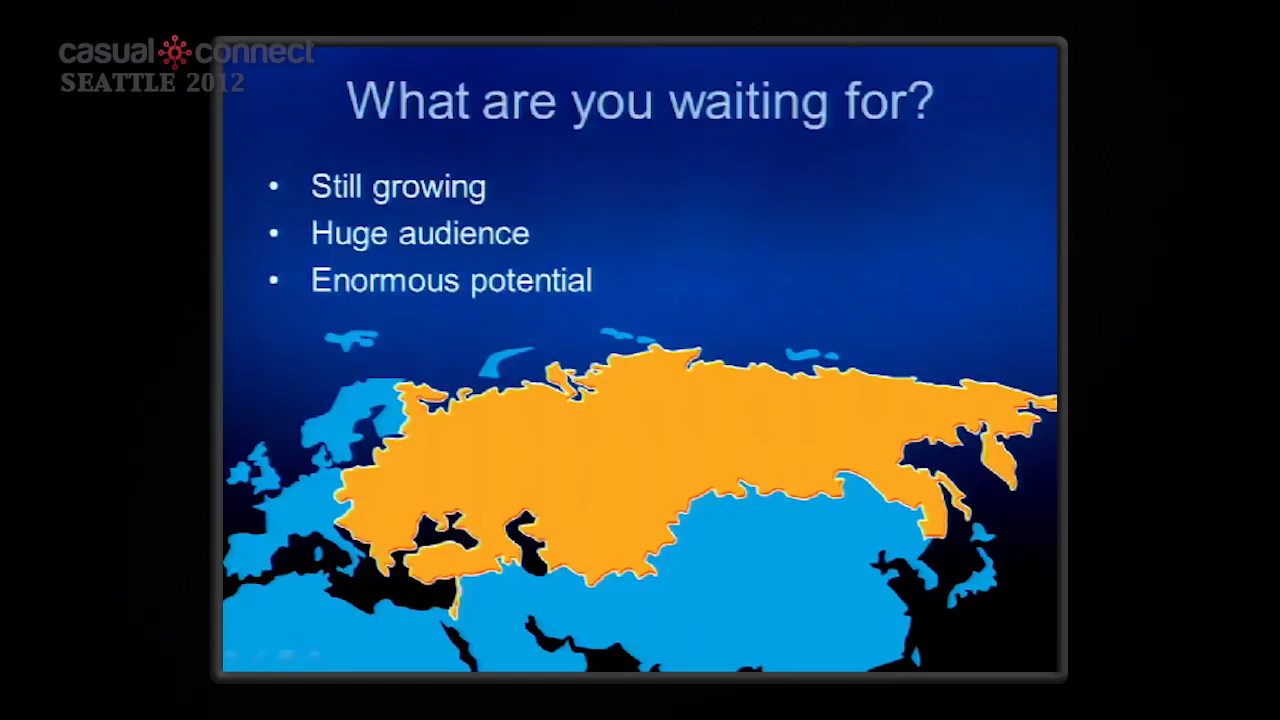 casual connect
SEATTLE 2012
What are you waiting for?
• Still growing
• Huge audience
• Enormous potential